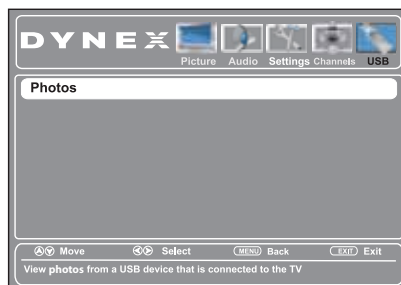 DYNEX
Picture Audio Settings Channels USB
Photos
Move Select MENU Back EXIT Exit
View photos from a USB device that is connected to the TV